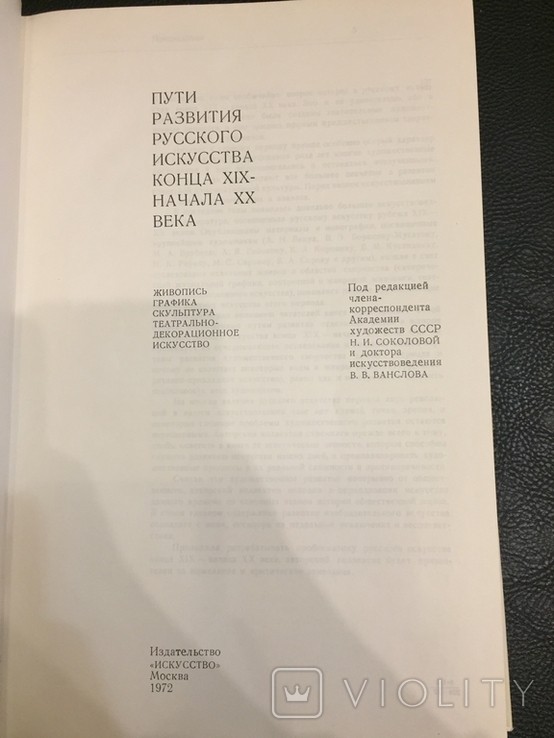 ПУТИ
РАЗВИТИЯ
РУССКОГО
ИСКУССТВА
КОНЦА XIX-
НАЧАЛА XX
ВЕКА
ЖИВОПИСЬ
ГРАФИКА
СКУЛЬПТУРА
ТЕАТРАЛЬНО-
ДЕКОРАЦИОННОЕ
ИСКУССТВО
Под редакцией
члена-
корреспондента
Академии
художеств СССР
Н. И. СОКОЛОВОЙ
и доктора
искусствоведения
В. В. ВАНСЛОВА
Издательство
«ИСКУССТВО»
Москва
1972
VIOLITY